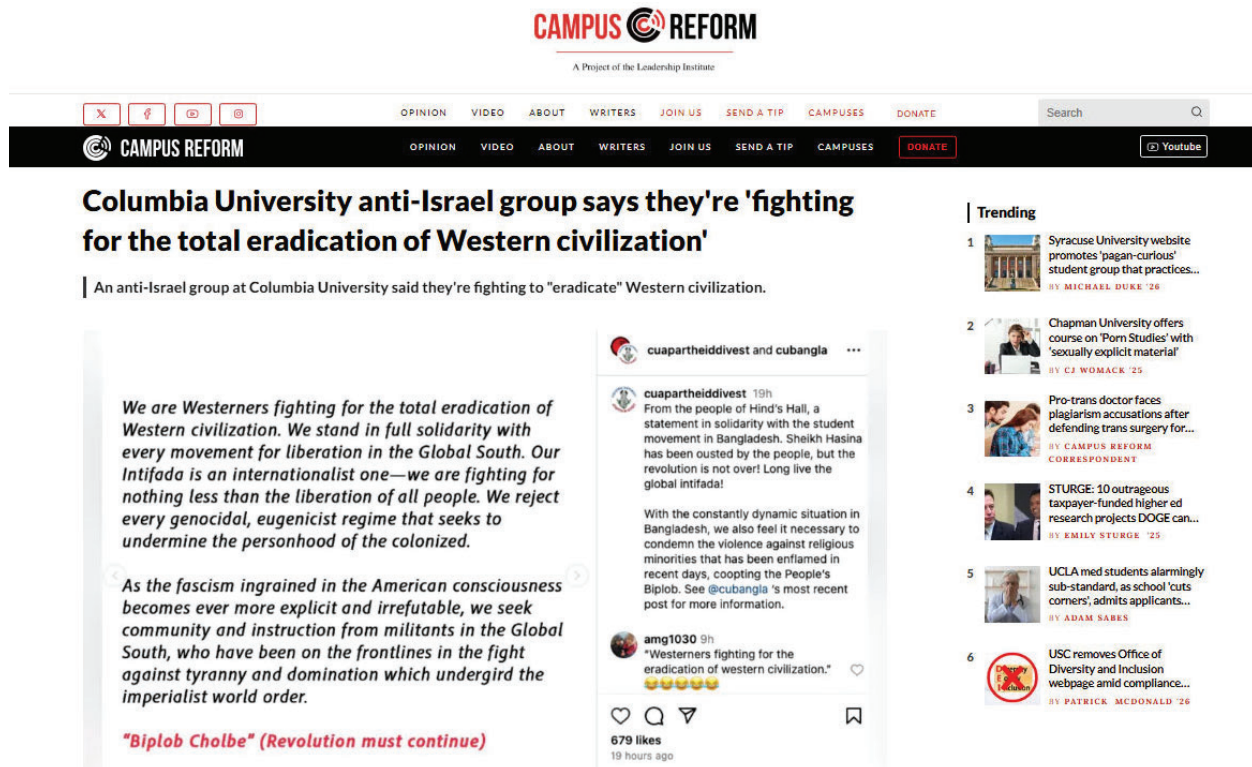 CAMPUS REFORM
A Project of the Leadership Institute
OPINION VIDEO ABOUT WRITERS JOIN US SEND A TIP CAMPUSES DONATE
Search
CAMPUS REFORM
OPINION VIDEO ABOUT WRITERS JOIN US SEND A TIP CAMPUSES DONATE
Youtube
Columbia University anti-Israel group says they're 'fighting
for the total eradication of Western civilization'
An anti-Israel group at Columbia University said they're fighting to "eradicate" Western civilization.
We are Westerners fighting for the total eradication of
Western civilization. We stand in full solidarity with
every movement for liberation in the Global South. Our
Intifada is an internationalist one—we are fighting for
nothing less than the liberation of all people. We reject
every genocidal, eugenicist regime that seeks to
undermine the personhood of the colonized.
As the fascism ingrained in the American consciousness
becomes ever more explicit and irrefutable, we seek
community and instruction from militants in the Global
South, who have been on the frontlines in the fight
against tyranny and domination which undergird the
imperialist world order.
"Biplob Cholbe" (Revolution must continue)
cuapartheiddivest and cubangla
cuapartheiddivest 19h
From the people of Hind's Hall, a
statement in solidarity with the student
movement in Bangladesh. Sheikh Hasina
has been ousted by the people, but the
revolution is not over! Long live the
global intifada!
With the constantly dynamic situation in
Bangladesh, we also feel it necessary to
condemn the violence against religious
minorities that has been enflamed in
recent days, coopting the People's
Biplob. See @cubangla 's most recent
post for more information.
amg1030 9h
"Westerners fighting for the
eradication of western civilization."
😂😂😂😂😂
679 likes
19 hours ago
Trending
1
Syracuse University website
promotes 'pagan-curious'
student group that practices...
BY MICHAEL DUKE '26
2
Chapman University offers
course on 'Porn Studies' with
'sexually explicit material'
BY CJ WOMACK '25
3
Pro-trans doctor faces
plagiarism accusations after
defending trans surgery for...
BY CAMPUS REFORM
CORRESPONDENT
4
STURGE: 10 outrageous
taxpayer-funded higher ed
research projects DOGE can...
BY EMILY STURGE '25
5
UCLA med students alarmingly
sub-standard, as school 'cuts
corners', admits applicants...
BY ADAM SABES
6
USC removes Office of
Diversity and Inclusion
webpage amid compliance...
BY PATRICK MCDONALD '26